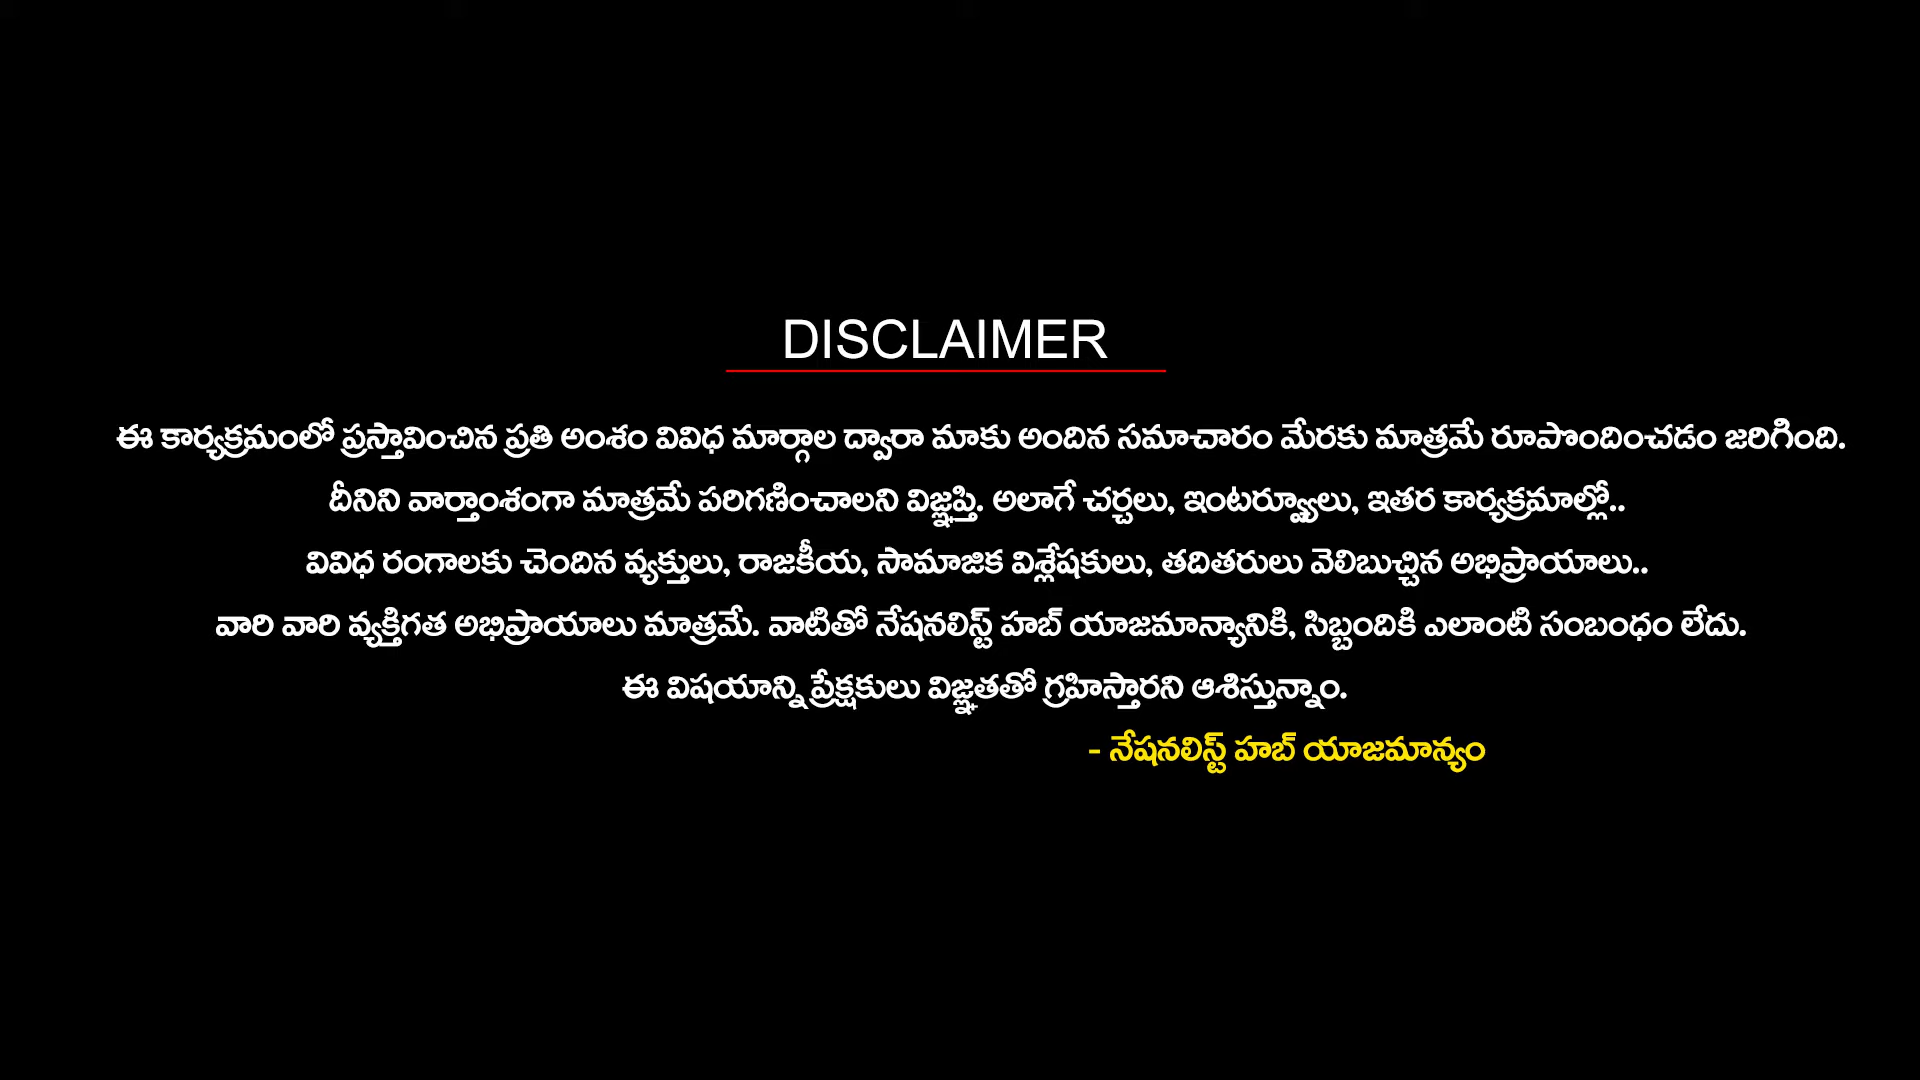 DISCLAIMER
ఈ కార్యక్రమంలో ప్రస్తావించిన ప్రతి అంశం వివిధ మార్గాల ద్వారా మాకు అందిన సమాచారం మేరకు మాత్రమే రూపొందించడం జరిగింది.
దీనిని వార్తాంశంగా మాత్రమే పరిగణించాలని విజ్ఞప్తి. అలాగే చర్చలు, ఇంటర్వ్యూలు, ఇతర కార్యక్రమాల్లో..
వివిధ రంగాలకు చెందిన వ్యక్తులు, రాజకీయ, సామాజిక విశ్లేషకులు, తదితరులు వెలిబుచ్చిన అభిప్రాయాలు..
వారి వారి వ్యక్తిగత అభిప్రాయాలు మాత్రమే. వాటితో నేషనలిస్ట్ హబ్ యాజమాన్యానికి, సిబ్బందికి ఎలాంటి సంబంధం లేదు.
ఈ విషయాన్ని ప్రేక్షకులు విజ్ఞతతో గ్రహిస్తారని ఆశిస్తున్నాం.
- నేషనలిస్ట్ హబ్ యాజమాన్యం